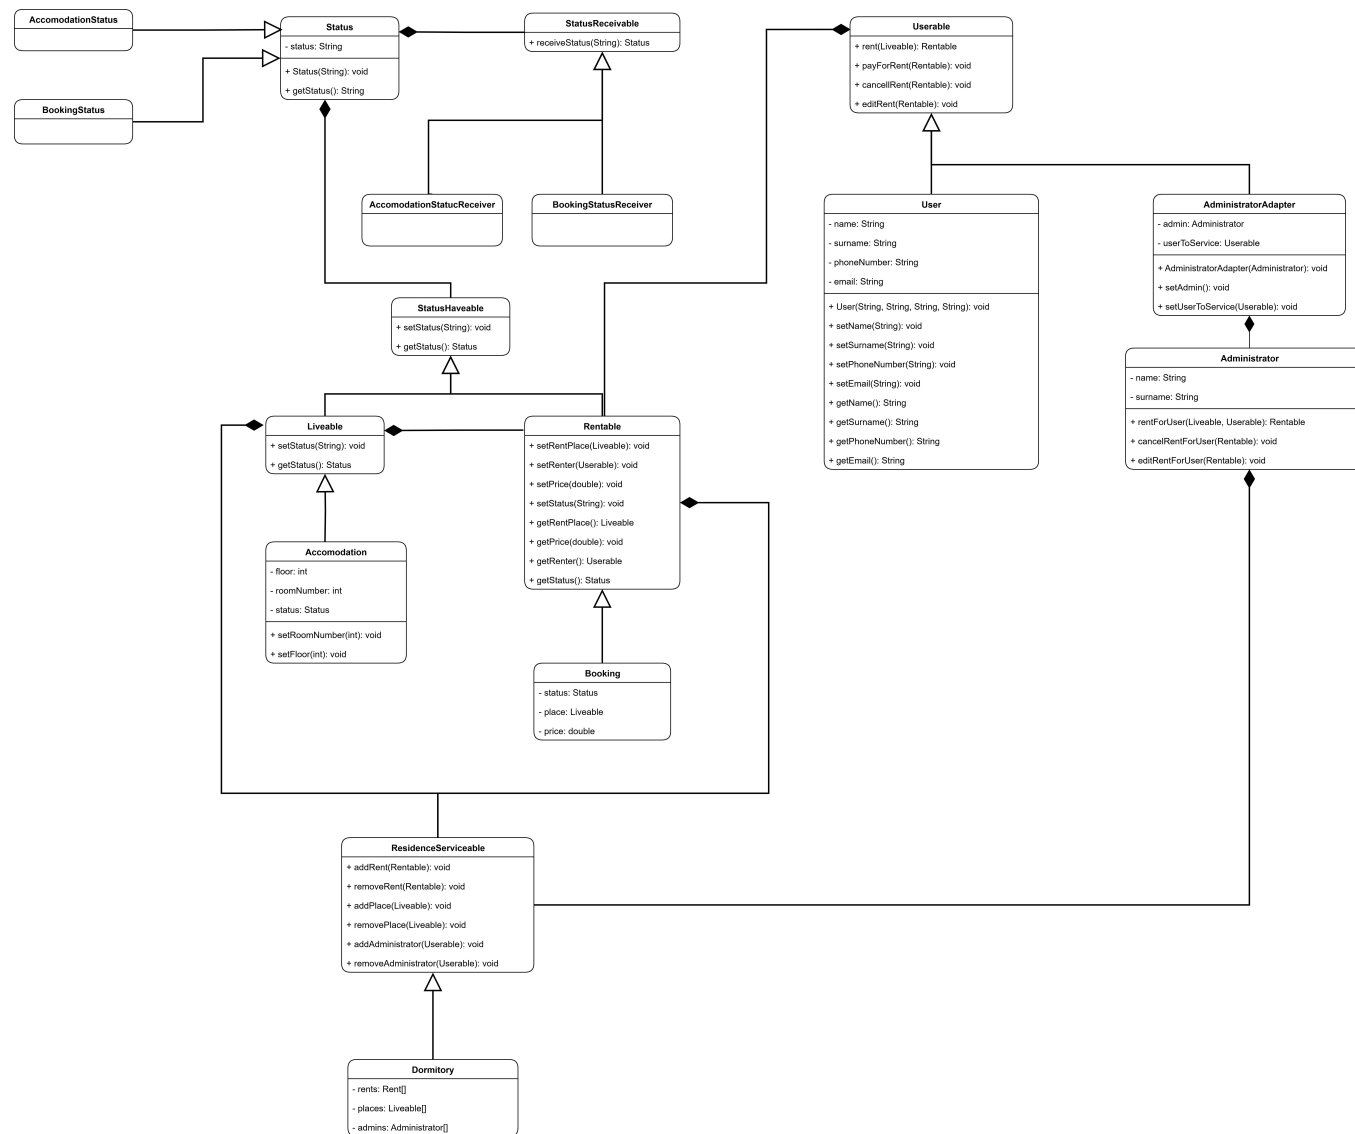 AccomodationStatus
Status
- status: String
+ Status(String): void
+ getStatus(): String
StatusReceivable
+ receiveStatus(String): Status
Userable
+ rent(Liveable): Rentable
+ payForRent(Rentable): void
+ cancellRent(Rentable): void
+ editRent(Rentable): void
BookingStatus
AccomodationStatucReceiver
BookingStatusReceiver
User
- name: String
- surname: String
- phoneNumber: String
- email: String
+ User(String, String, String, String): void
+ setName(String): void
+ setSurname(String): void
+ setPhoneNumber(String): void
+ setEmail(String): void
+ getName(): String
+ getSurname(): String
+ getPhoneNumber(): String
+ getEmail(): String
AdministratorAdapter
- admin: Administrator
- userToService: Userable
+ AdministratorAdapter(Administrator): void
+ setAdmin(): void
+ setUserToService(Userable): void
StatusHaveable
+ setStatus(String): void
+ getStatus(): Status
Administrator
- name: String
- surname: String
+ rentForUser(Liveable, Userable): Rentable
+ cancelRentForUser(Rentable): void
+ editRentForUser(Rentable): void
Liveable
+ setStatus(String): void
+ getStatus(): Status
Rentable
+ setRentPlace(Liveable): void
+ setRenter(Userable): void
+ setPrice(double): void
+ setStatus(String): void
+ getRentPlace(): Liveable
+ getPrice(double): void
+ getRenter(): Userable
+ getStatus(): Status
Accomodation
- floor: int
- roomNumber: int
- status: Status
+ setRoomNumber(int): void
+ setFloor(int): void
Booking
- status: Status
- place: Liveable
- price: double
ResidenceServiceable
+ addRent(Rentable): void
+ removeRent(Rentable): void
+ addPlace(Liveable): void
+ removePlace(Liveable): void
+ addAdministrator(Userable): void
+ removeAdministrator(Userable): void
Dormitory
- rents: Rent[]
- places: Liveable[]
- admins: Administrator[]